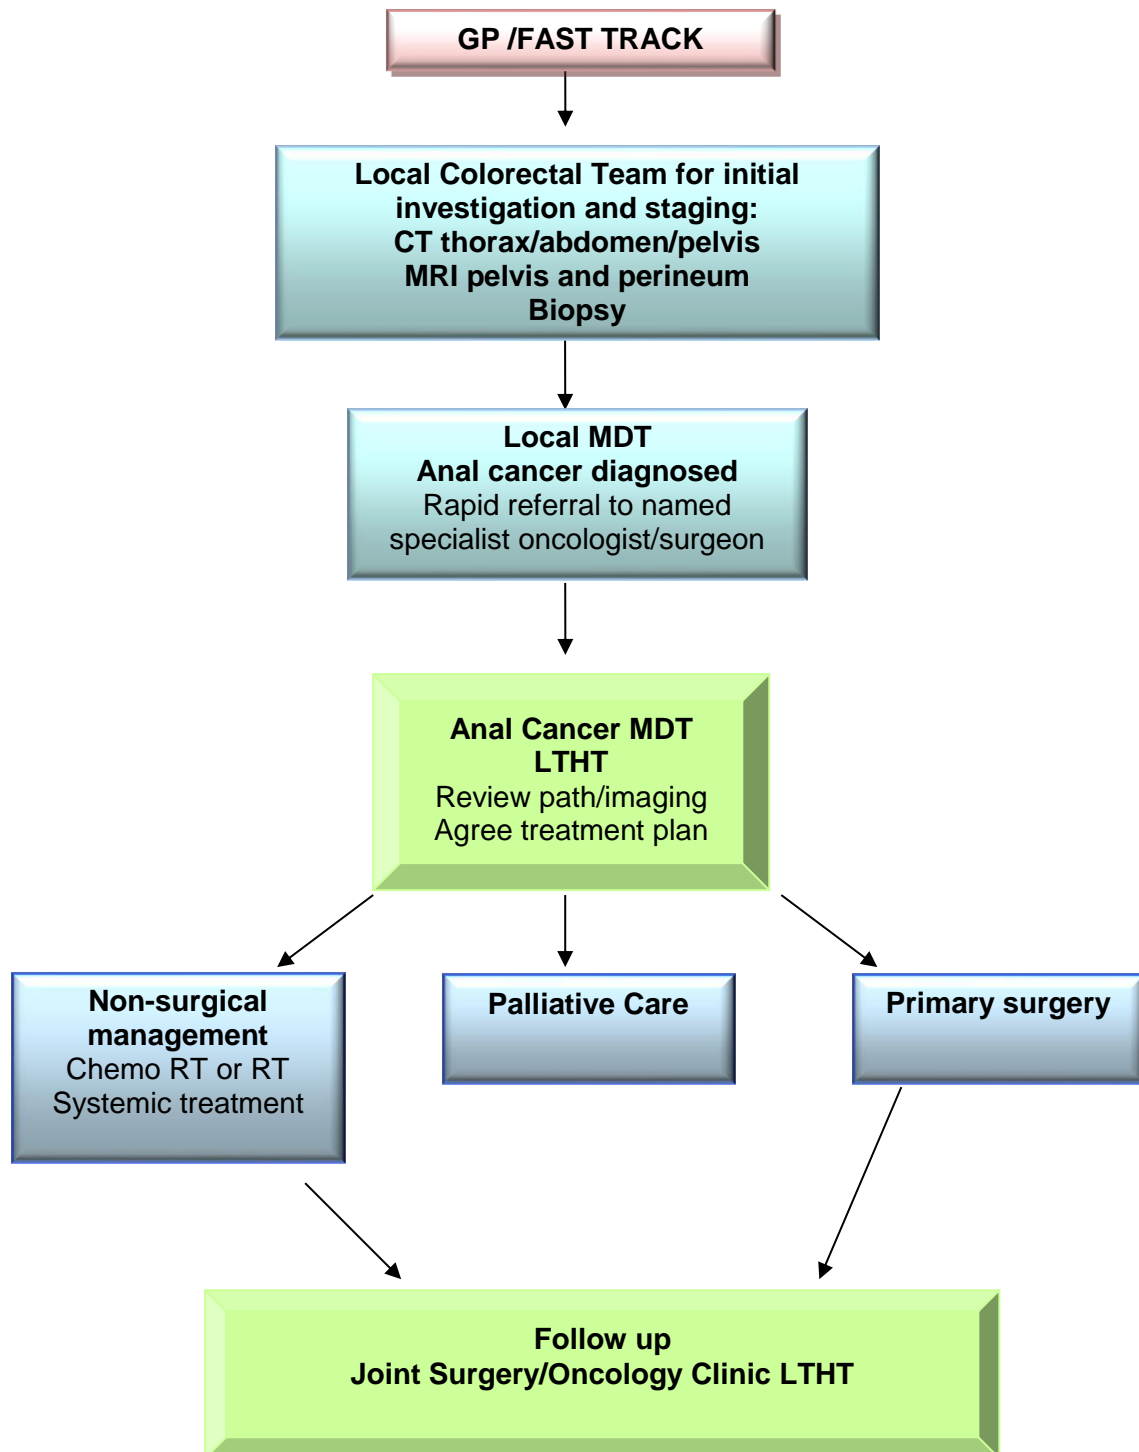 GP /FAST TRACK
Local Colorectal Team for initial
investigation and staging:
CT thorax/abdomen/pelvis
MRI pelvis and perineum
Biopsy
Local MDT
Anal cancer diagnosed
Rapid referral to named
specialist oncologist/surgeon
Anal Cancer MDT
LTHT
Review path/imaging
Agree treatment plan
Non-surgical
management
Chemo RT or RT
Systemic treatment
Palliative Care
Primary surgery
Follow up
Joint Surgery/Oncology Clinic LTHT